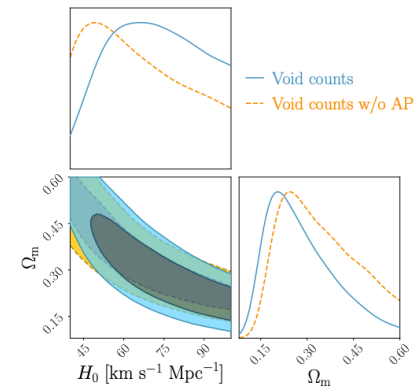 Void counts
Void counts w/o AP
0.60
0.45
0.30
0.15
Ωm
45 60 75 90
H0 [km s−1 Mpc−1]
0.15 0.30 0.45 0.60
Ωm